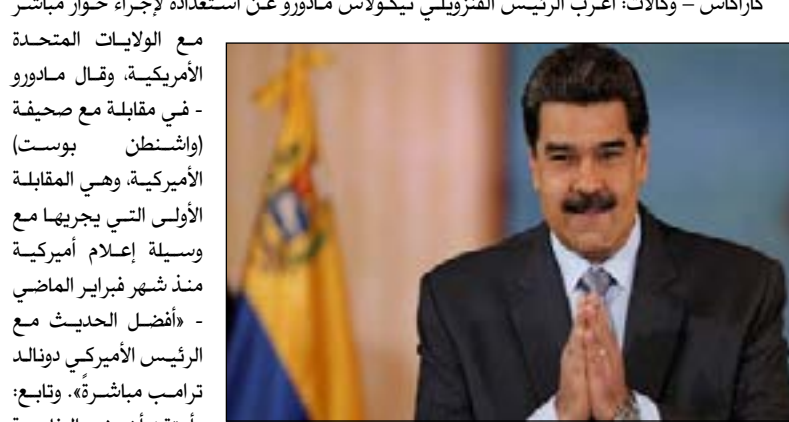 كاراكاس – وكالات: أعرب الرئيس الفنزويلي نيكولاس مادورو عن استعداده لإجراء حوار مباشر
مع الولايات المتحدة
الأمريكية، وقال مادورو
- في مقابلة مع صحيفة
(واشنطن بوست)
الأميركية، وهي المقابلة
الأولى التي يجريها مع
وسيلة إعلام أميركية
منذ شهر فبراير الماضي
- «أفضل الحديث مع
الرئيس الأميركي دونالد
ترامب مباشرةً». وتابع: